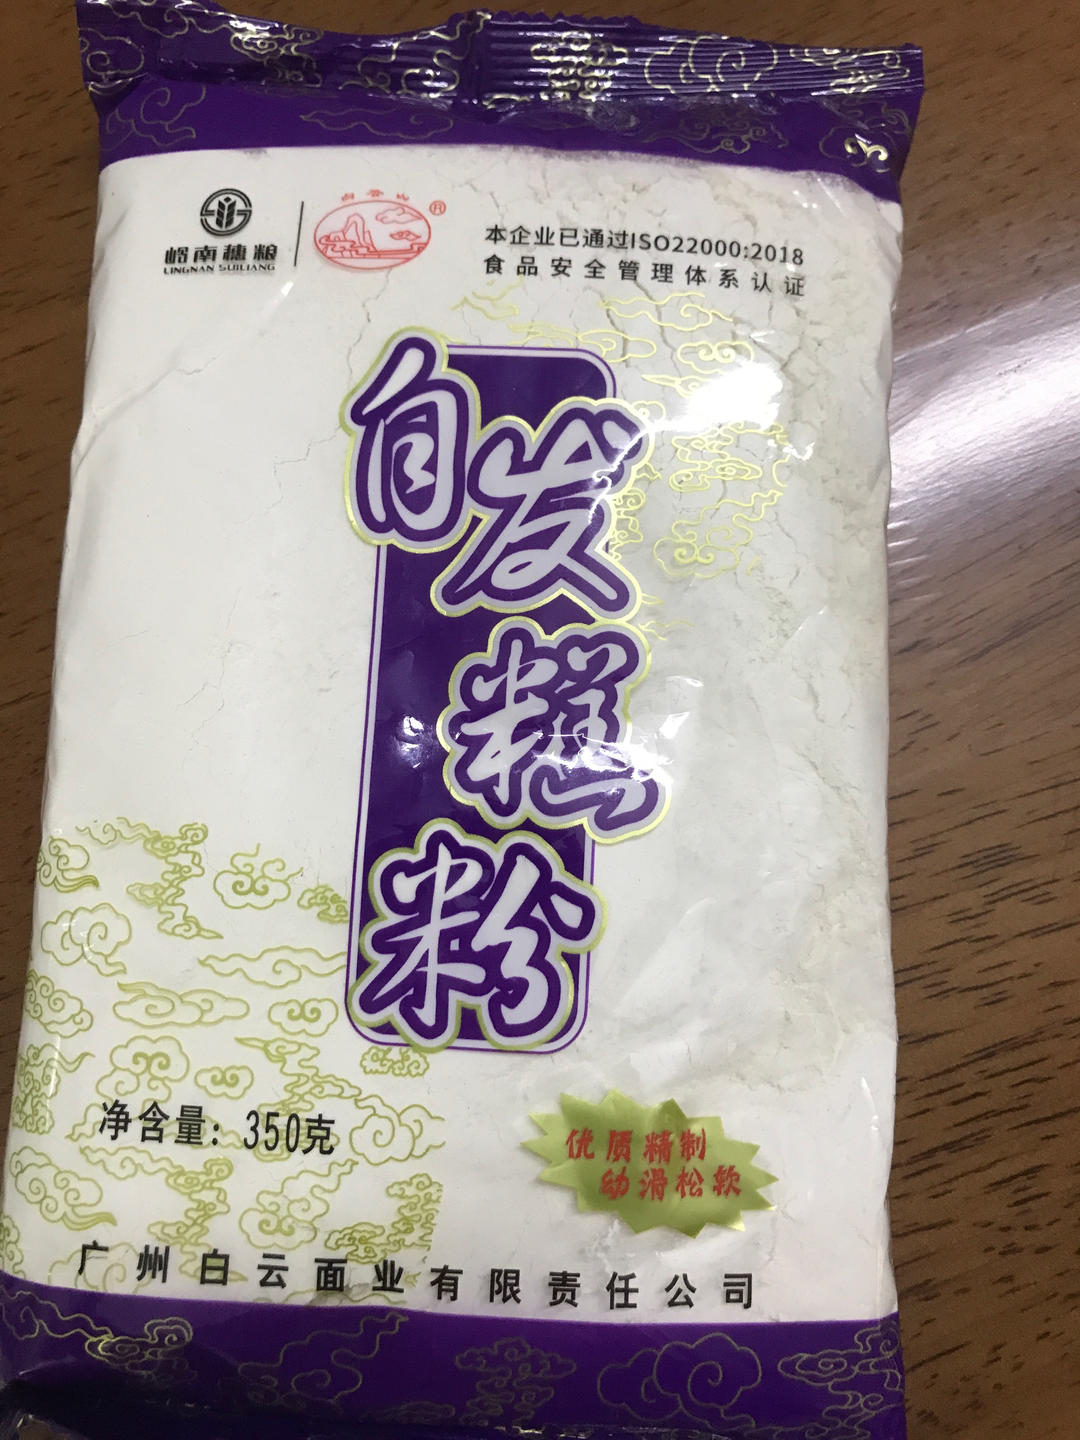 岭南穗粮
LINGNAN SUILIANG
白云山
®
本企业已通过ISO22000:2018
食品安全管理体系认证
自发糕粉
净含量：350克
优质精制
幼滑松软
广州白云面业有限责任公司